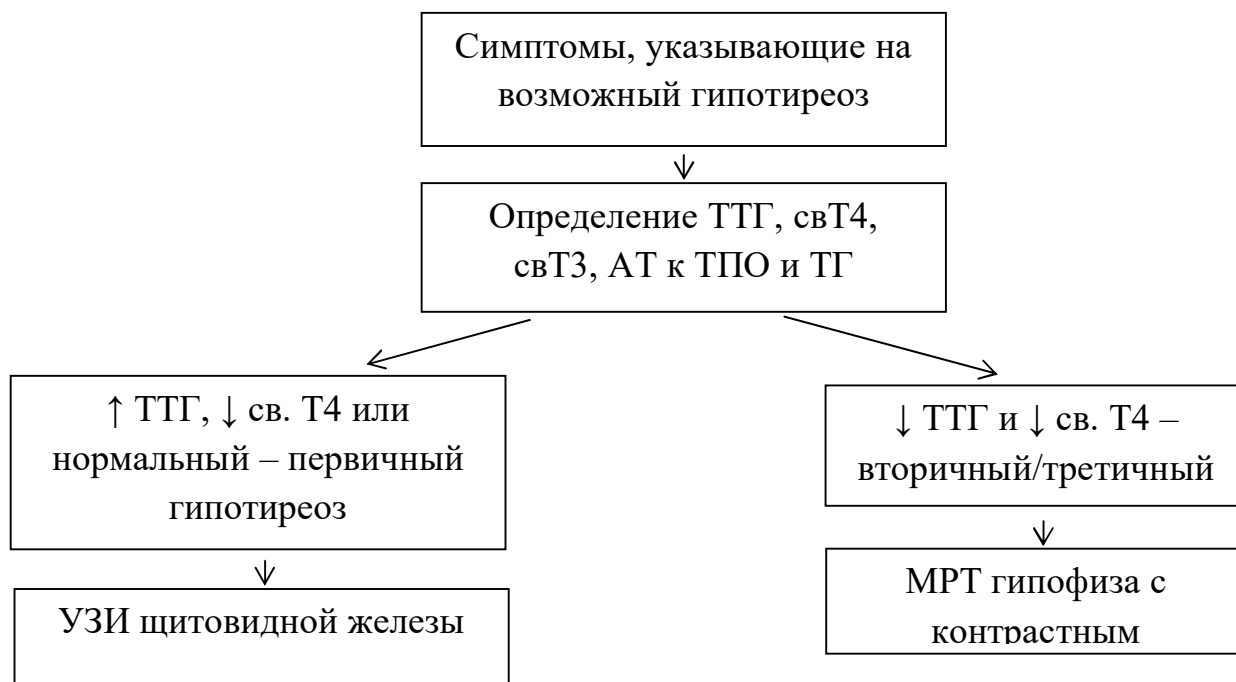 Симптомы, указывающие на
возможный гипотиреоз
Определение ТТГ, свТ4,
свТ3, АТ к ТПО и ТГ
↑ ТТГ, ↓ св. Т4 или
нормальный – первичный
гипотиреоз
↓ ТТГ и ↓ св. Т4 –
вторичный/третичный
УЗИ щитовидной железы
МРТ гипофиза с
контрастным